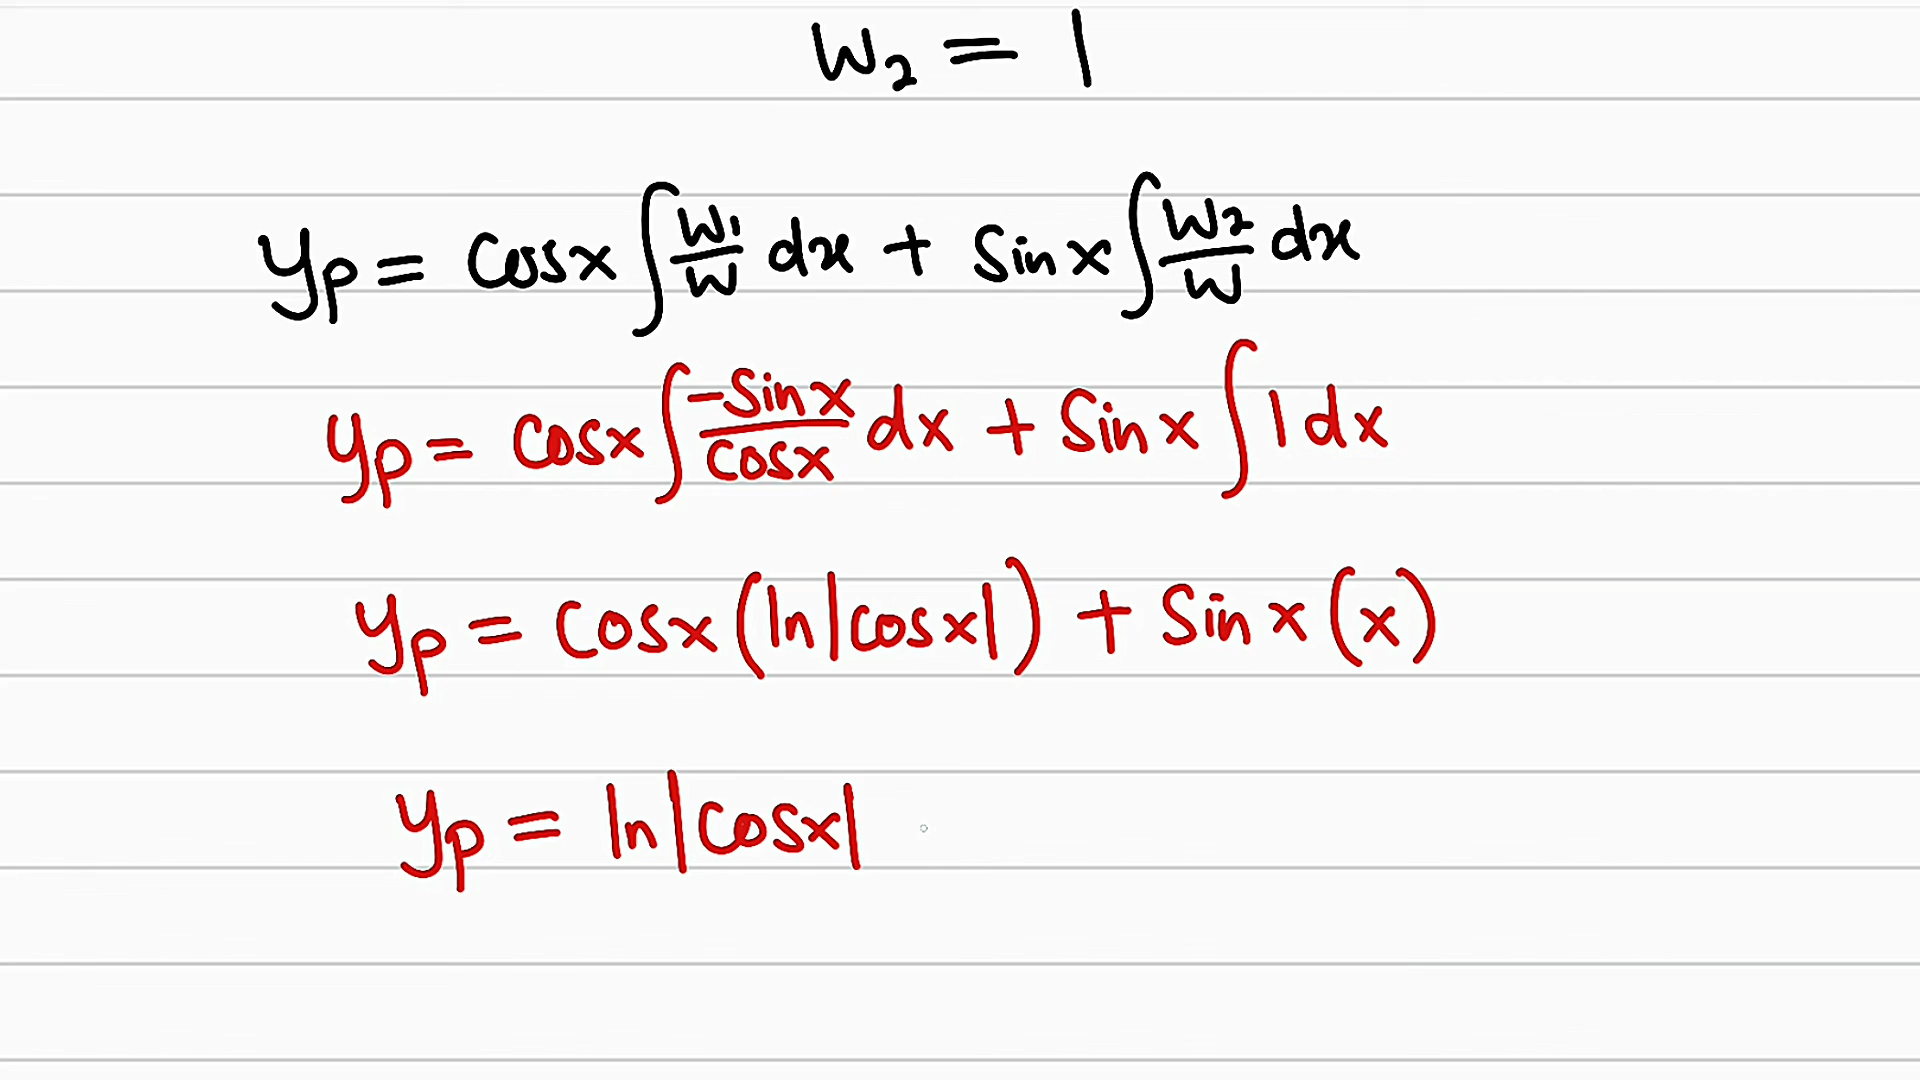 W₂ = 1
yp = Cosx ∫ W₁/W dx + Sinx ∫ W₂/W dx
yp = cosx ∫ -Sinx/cosx dx + Sinx ∫ 1 dx
yp = cosx (ln|cosx|) + Sinx (x)
yp = ln|cosx|